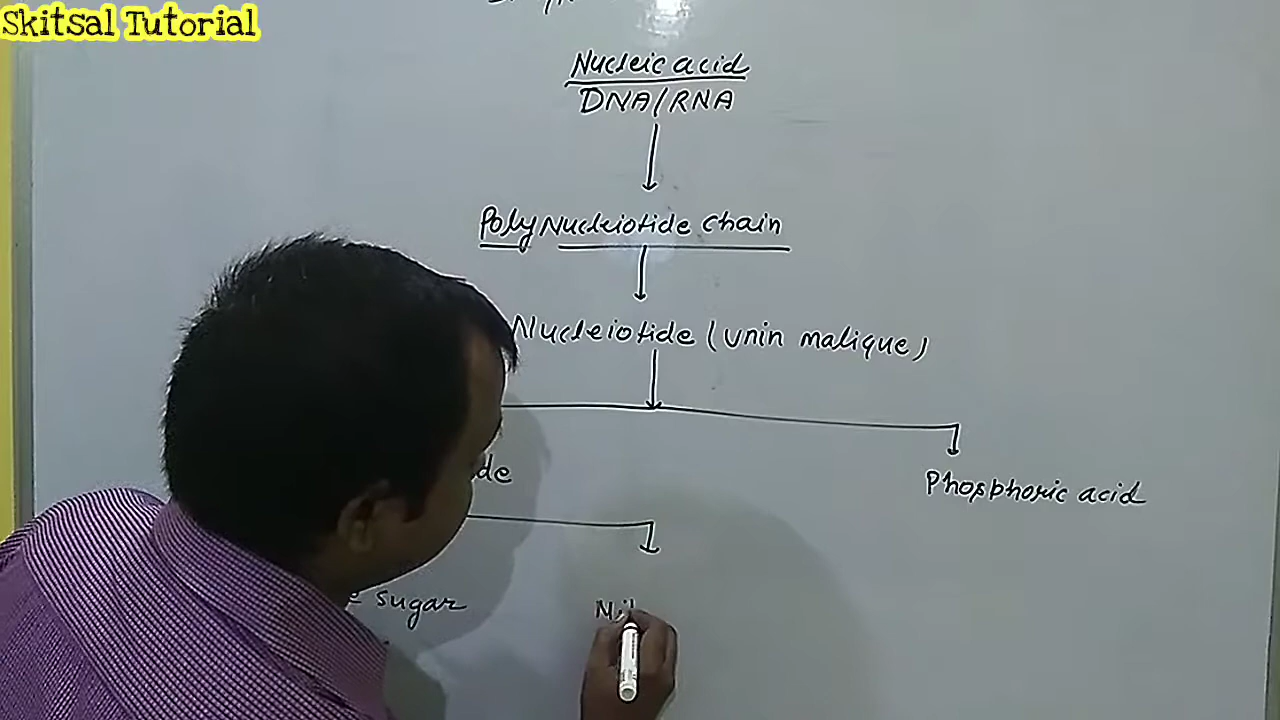 Skitsal Tutorial
Nucleic acid
DNA/RNA
Poly Nucleiotide chain
Nucleiotide (unin malique)
de
Phosphoric acid
sugar